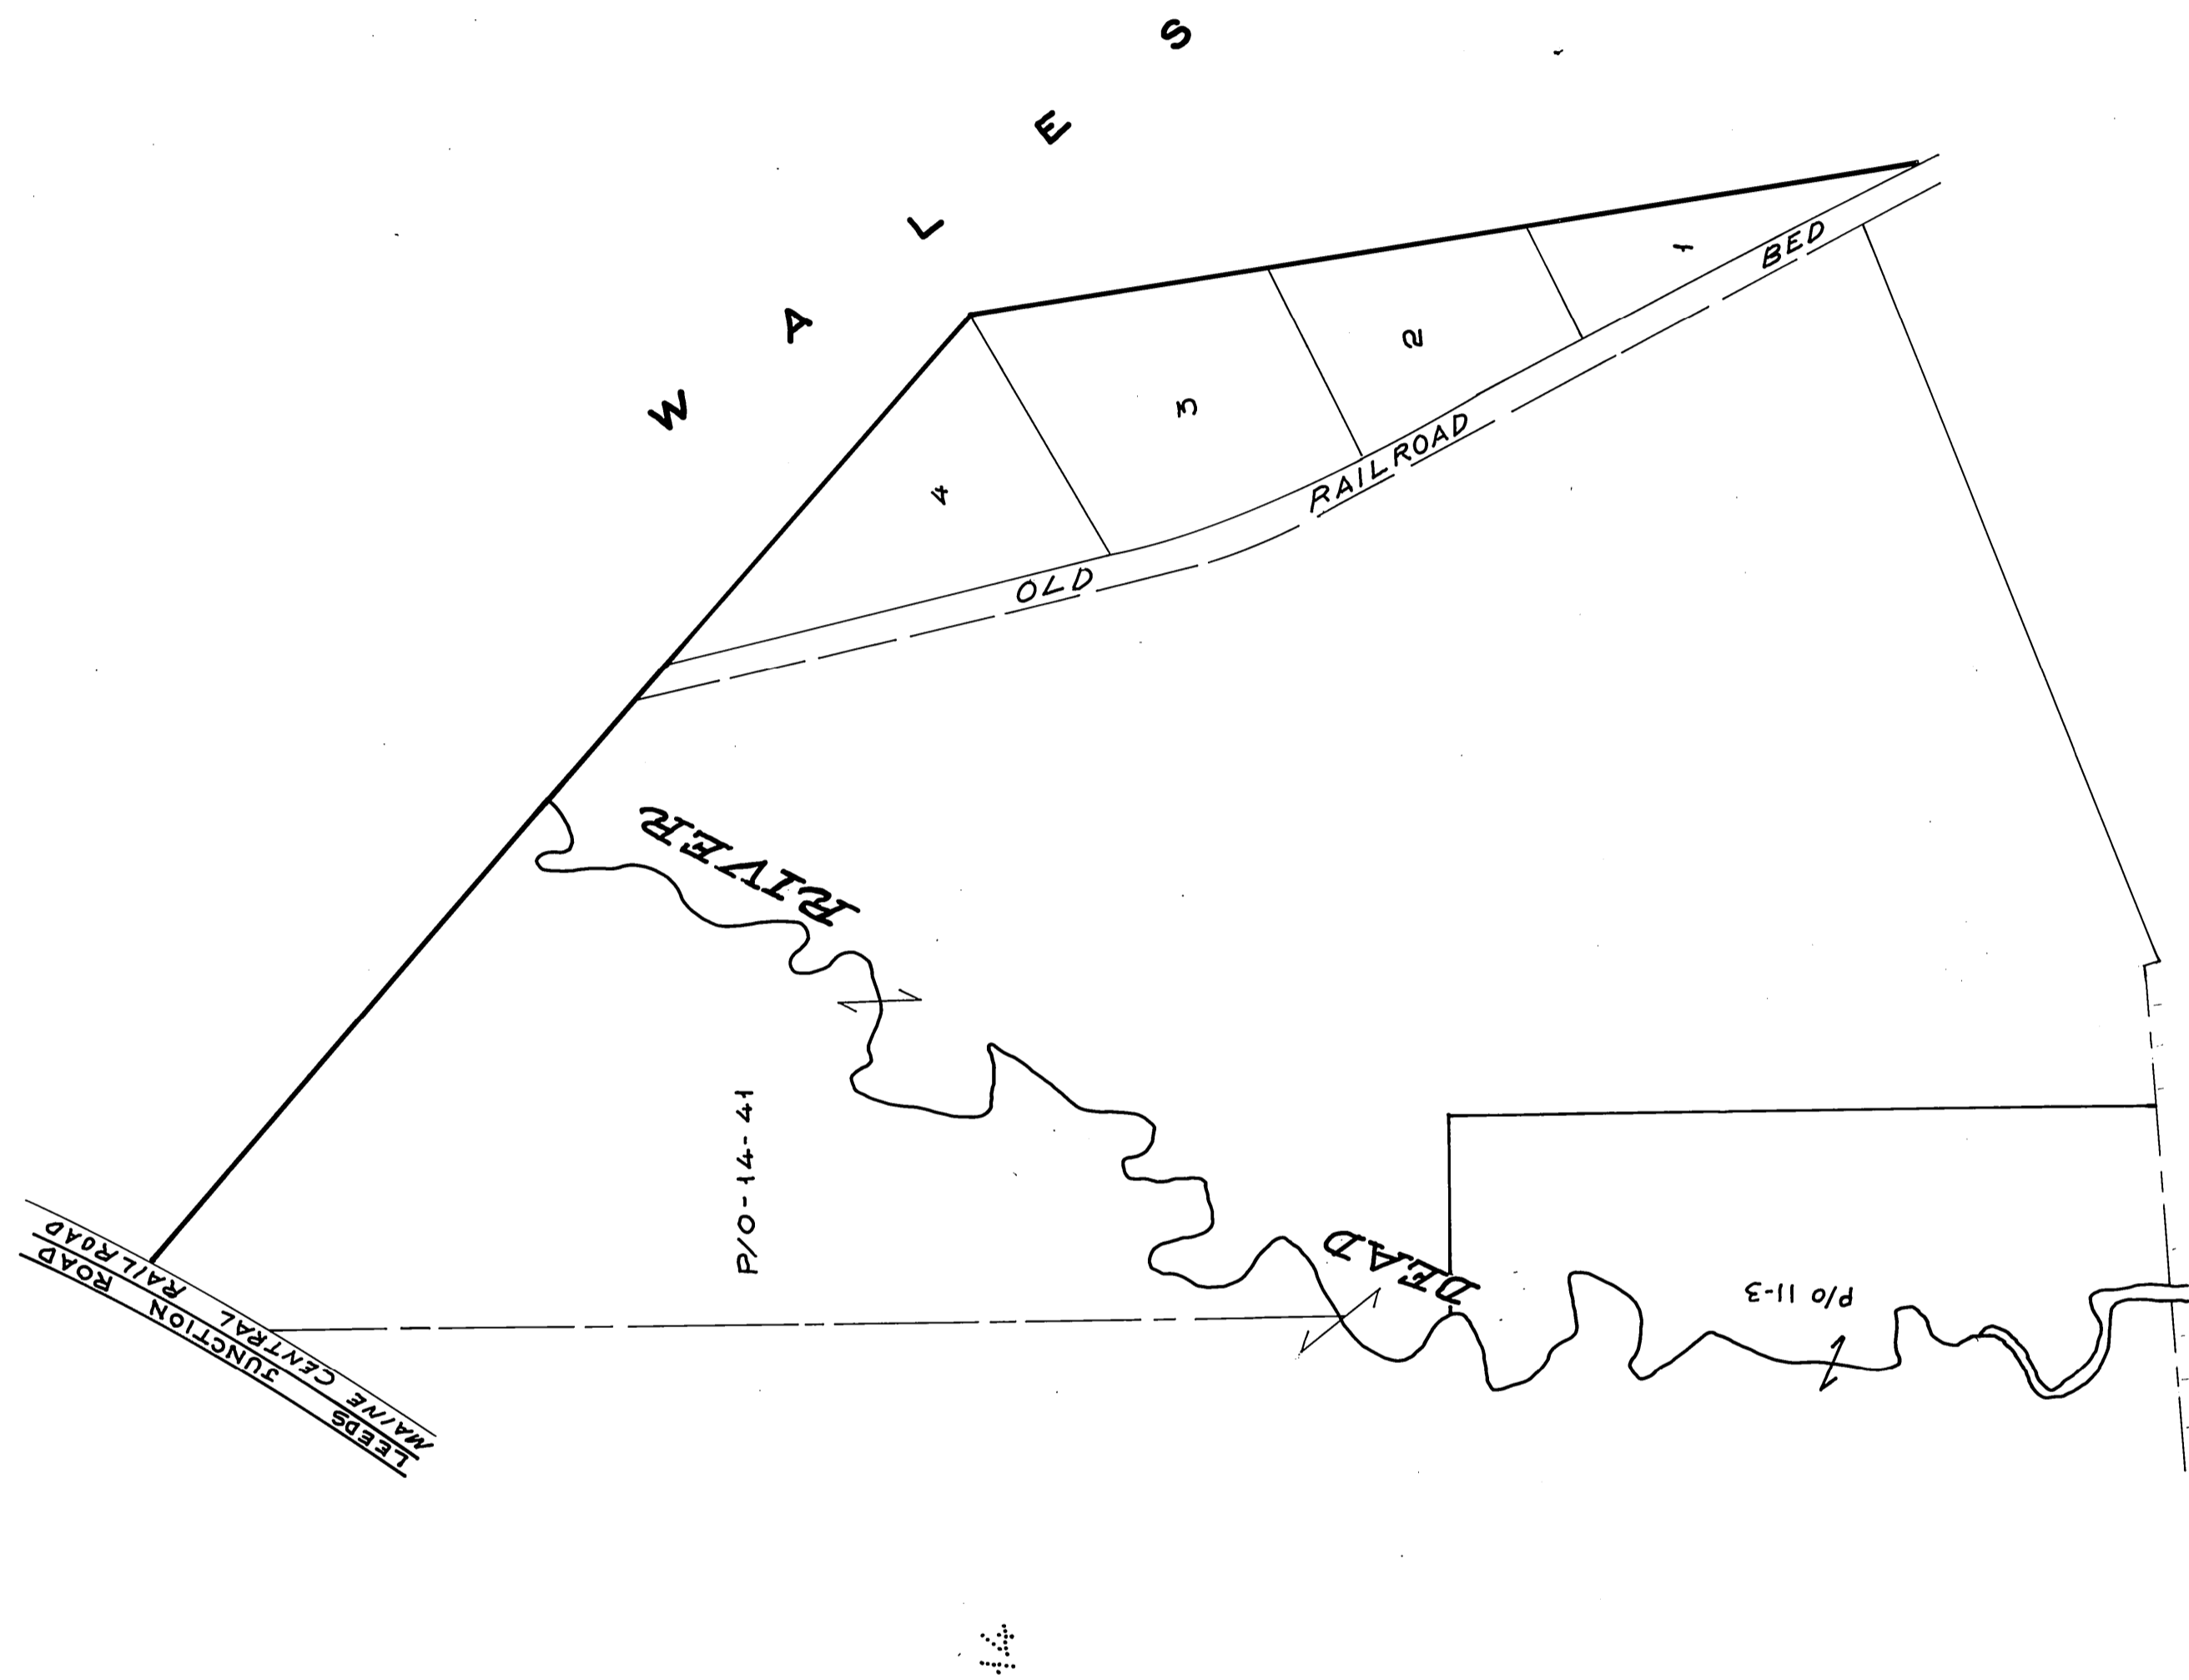 WALES
1
BED
2
RAILROAD
3
4
OLD
DEAD RIVER
P/O-14-41
P/O 11-3
MAINE CENTRAL RAILROAD
LEEDS JUNCTION ROAD
14